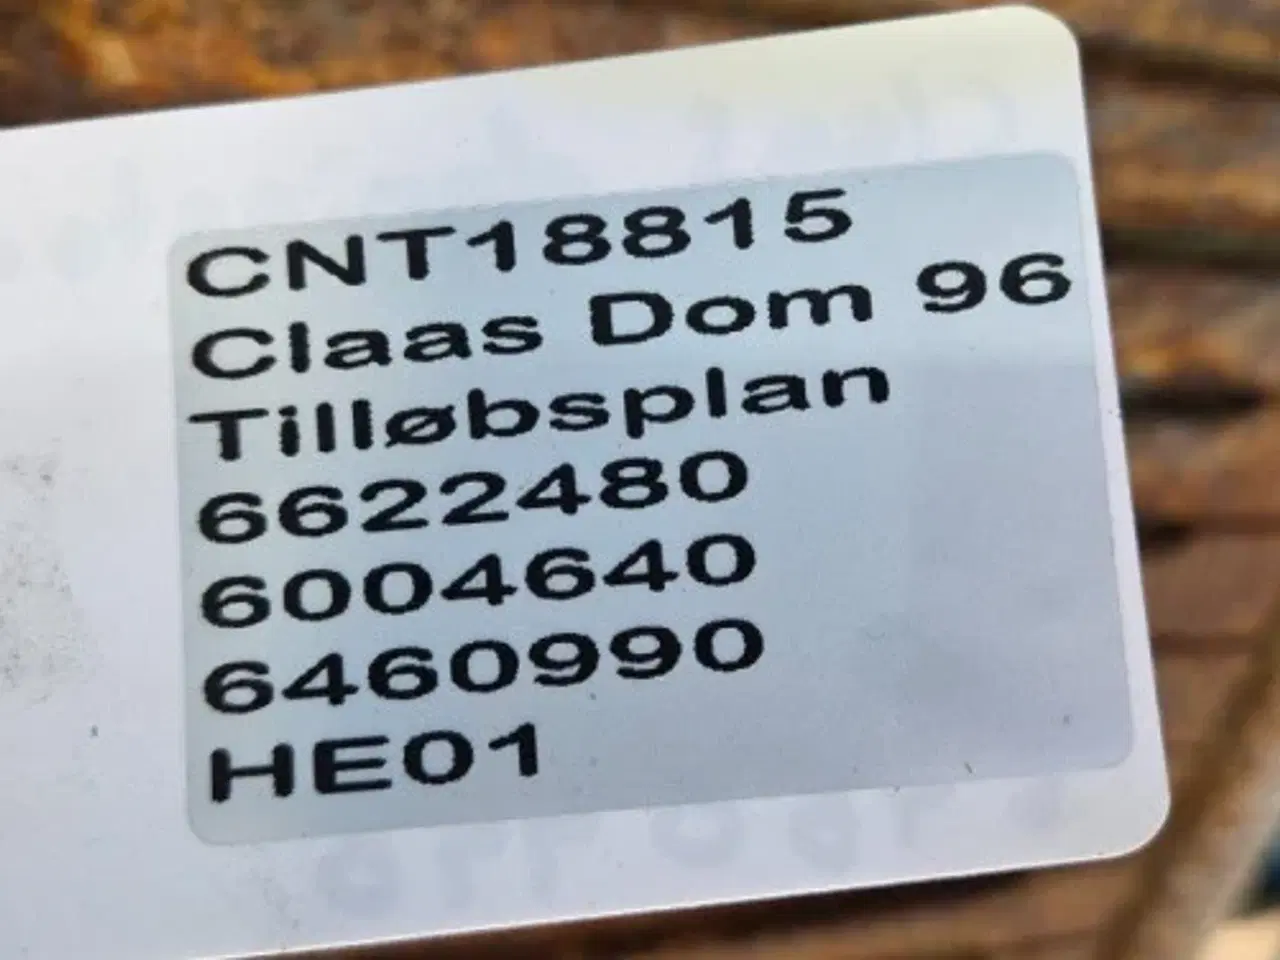 CNT18815
Claas Dom 96
Tilløbsplan
6622480
6004640
6460990
HE01